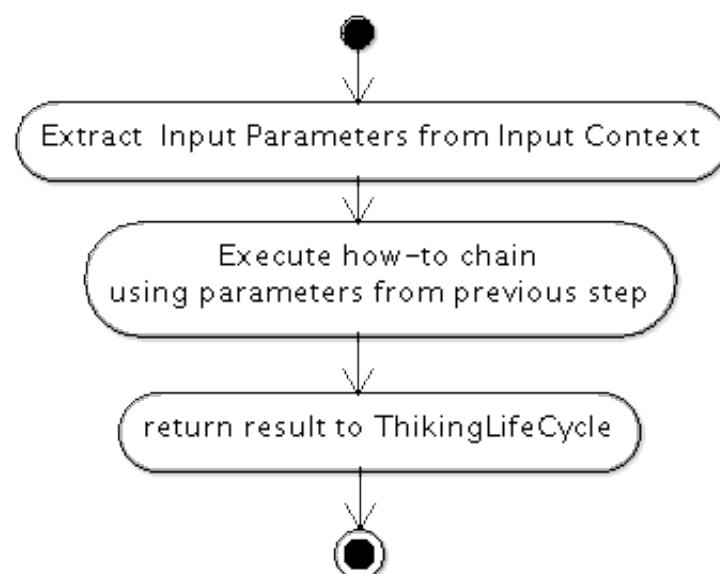 Extract  Input Parameters from Input Context
Execute how-to chain
using parameters from previous step
return result to ThikingLifeCycle